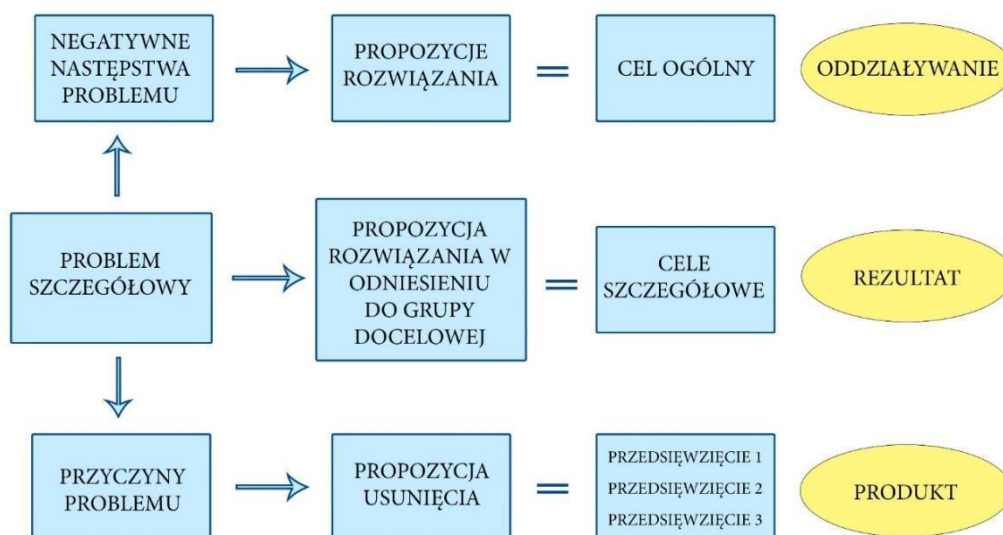 NEGATYWNE
NASTĘPSTWA
PROBLEMU
PROPOZYCJE
ROZWIĄZANIA
=
CEL OGÓLNY
ODDZIAŁYWANIE
PROBLEM
SZCZEGÓŁOWY
PROPOZYCJA
ROZWIĄZANIA W
ODNIESIENIU
DO GRUPY
DOCELOWEJ
=
CELE
SZCZEGÓŁOWE
REZULTAT
PRZYCZYNY
PROBLEMU
PROPOZYCJA
USUNIĘCIA
=
PRZEDSIĘWZIĘCIE 1
PRZEDSIĘWZIĘCIE 2
PRZEDSIĘWZIĘCIE 3
PRODUKT